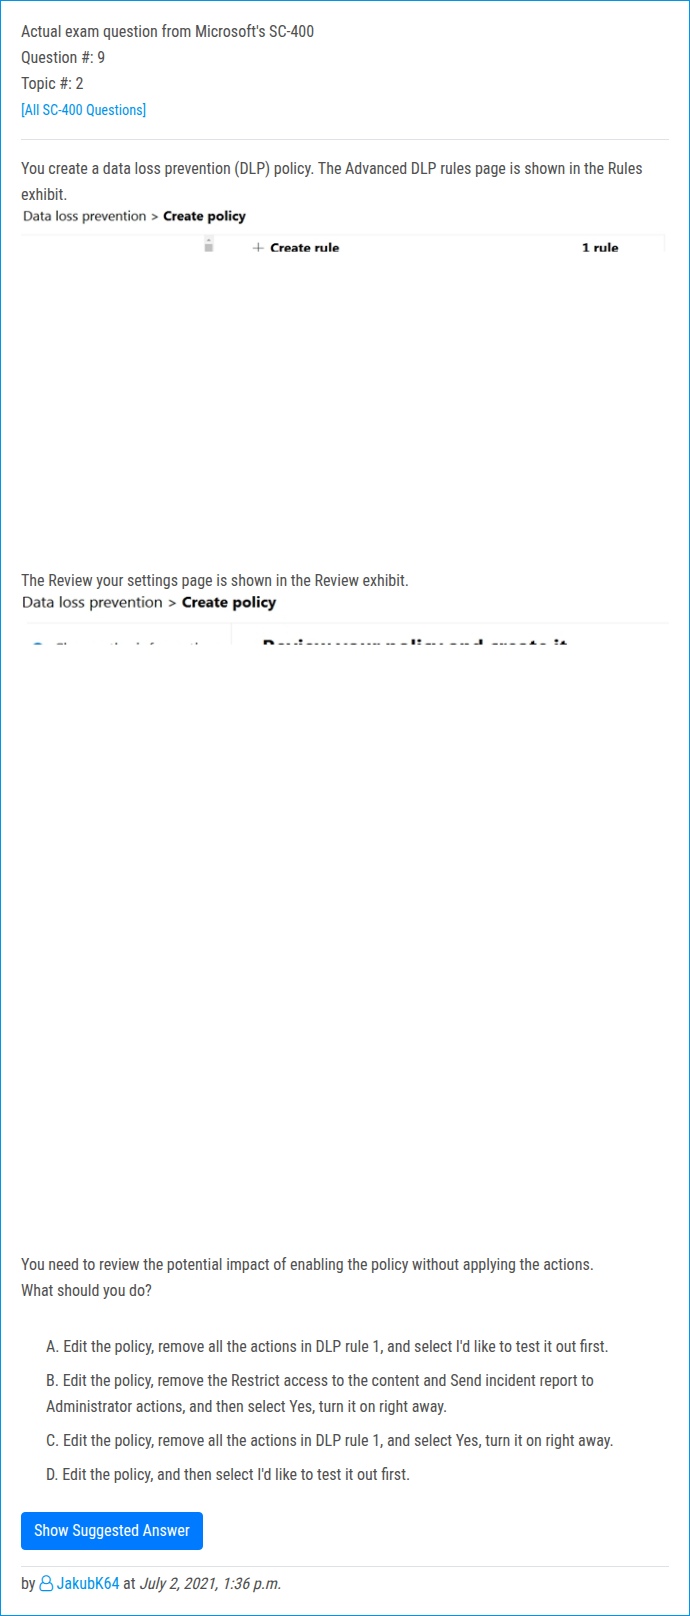 Actual exam question from Microsoft's SC-400
Question #: 9
Topic #: 2
[All SC-400 Questions]
You create a data loss prevention (DLP) policy. The Advanced DLP rules page is shown in the Rules
exhibit.
Data loss prevention > Create policy
+ Create rule 1 rule
The Review your settings page is shown in the Review exhibit.
Data loss prevention > Create policy
Review your policy and create it
You need to review the potential impact of enabling the policy without applying the actions.
What should you do?
A. Edit the policy, remove all the actions in DLP rule 1, and select I'd like to test it out first.
B. Edit the policy, remove the Restrict access to the content and Send incident report to
Administrator actions, and then select Yes, turn it on right away.
C. Edit the policy, remove all the actions in DLP rule 1, and select Yes, turn it on right away.
D. Edit the policy, and then select I'd like to test it out first.
Show Suggested Answer
by JakubK64 at July 2, 2021, 1:36 p.m.